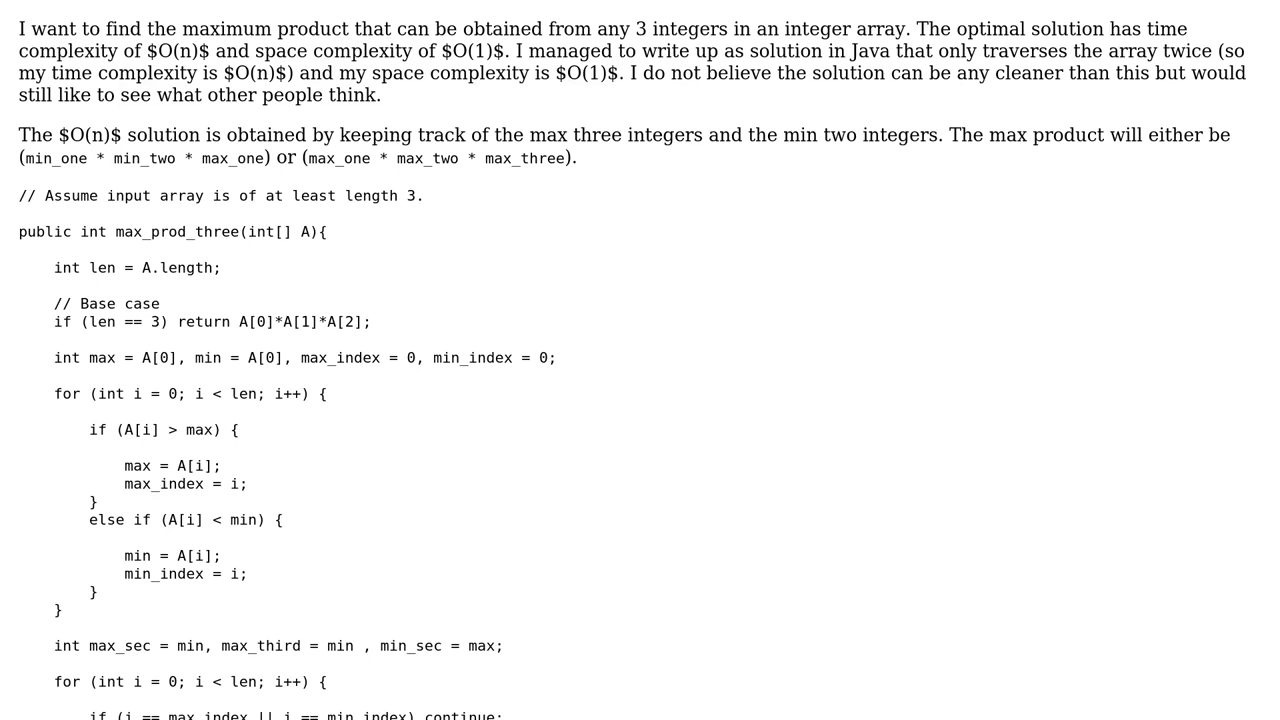 I want to find the maximum product that can be obtained from any 3 integers in an integer array. The optimal solution has time
complexity of $O(n)$ and space complexity of $O(1)$. I managed to write up as solution in Java that only traverses the array twice (so
my time complexity is $O(n)$) and my space complexity is $O(1)$. I do not believe the solution can be any cleaner than this but would
still like to see what other people think.
The $O(n)$ solution is obtained by keeping track of the max three integers and the min two integers. The max product will either be
(min_one * min_two * max_one) or (max_one * max_two * max_three).
// Assume input array is of at least length 3.
public int max_prod_three(int[] A){
int len = A.length;
// Base case
if (len == 3) return A[0]*A[1]*A[2];
int max = A[0], min = A[0], max_index = 0, min_index = 0;
for (int i = 0; i < len; i++) {
if (A[i] > max) {
max = A[i];
max_index = i;
}
else if (A[i] < min) {
min = A[i];
min_index = i;
}
}
int max_sec = min, max_third = min , min_sec = max;
for (int i = 0; i < len; i++) {
if (i == max_index || i == min_index) continue;